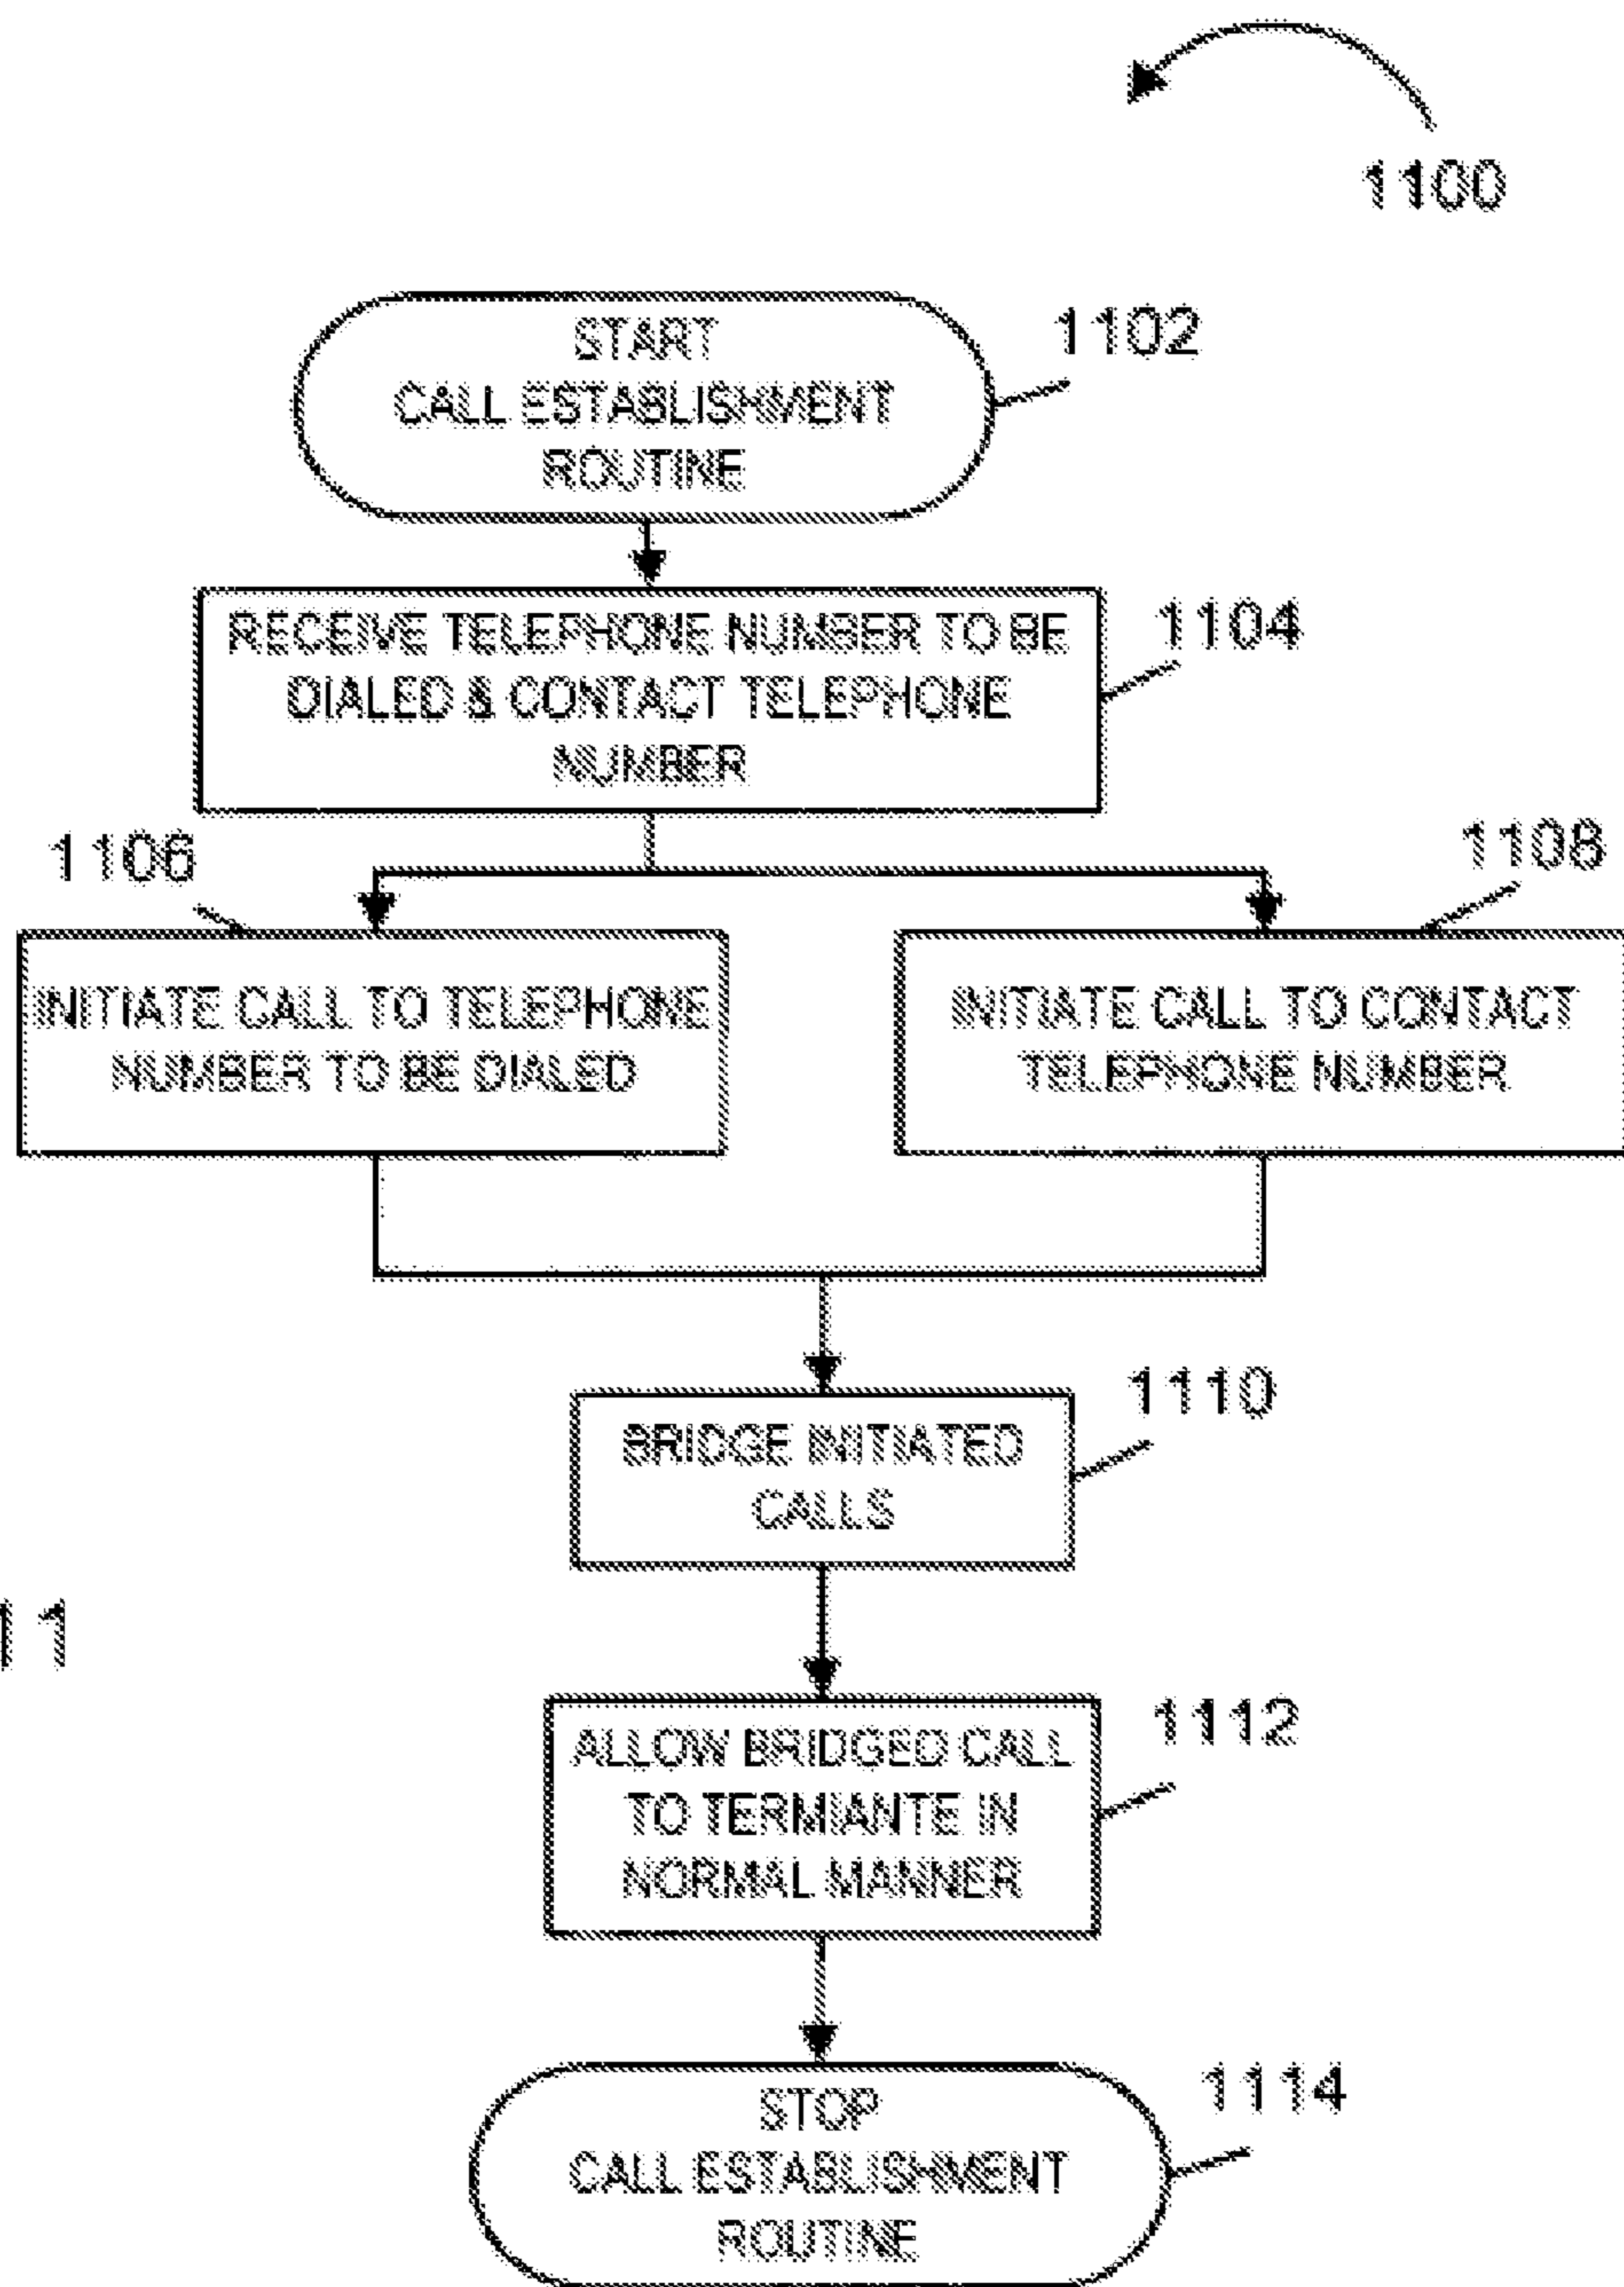 1100
START
CALL ESTABLISHMENT
ROUTINE
1102
RECEIVE TELEPHONE NUMBER TO BE
DIALED & CONTACT TELEPHONE
NUMBER
1104
1106
1108
INITIATE CALL TO TELEPHONE
NUMBER TO BE DIALED
INITIATE CALL TO CONTACT
TELEPHONE NUMBER
BRIDGE INITIATED
CALLS
1110
11
ALLOW BRIDGED CALL
TO TERMIANTE IN
NORMAL MANNER
1112
STOP
CALL ESTABLISHMENT
ROUTINE
1114